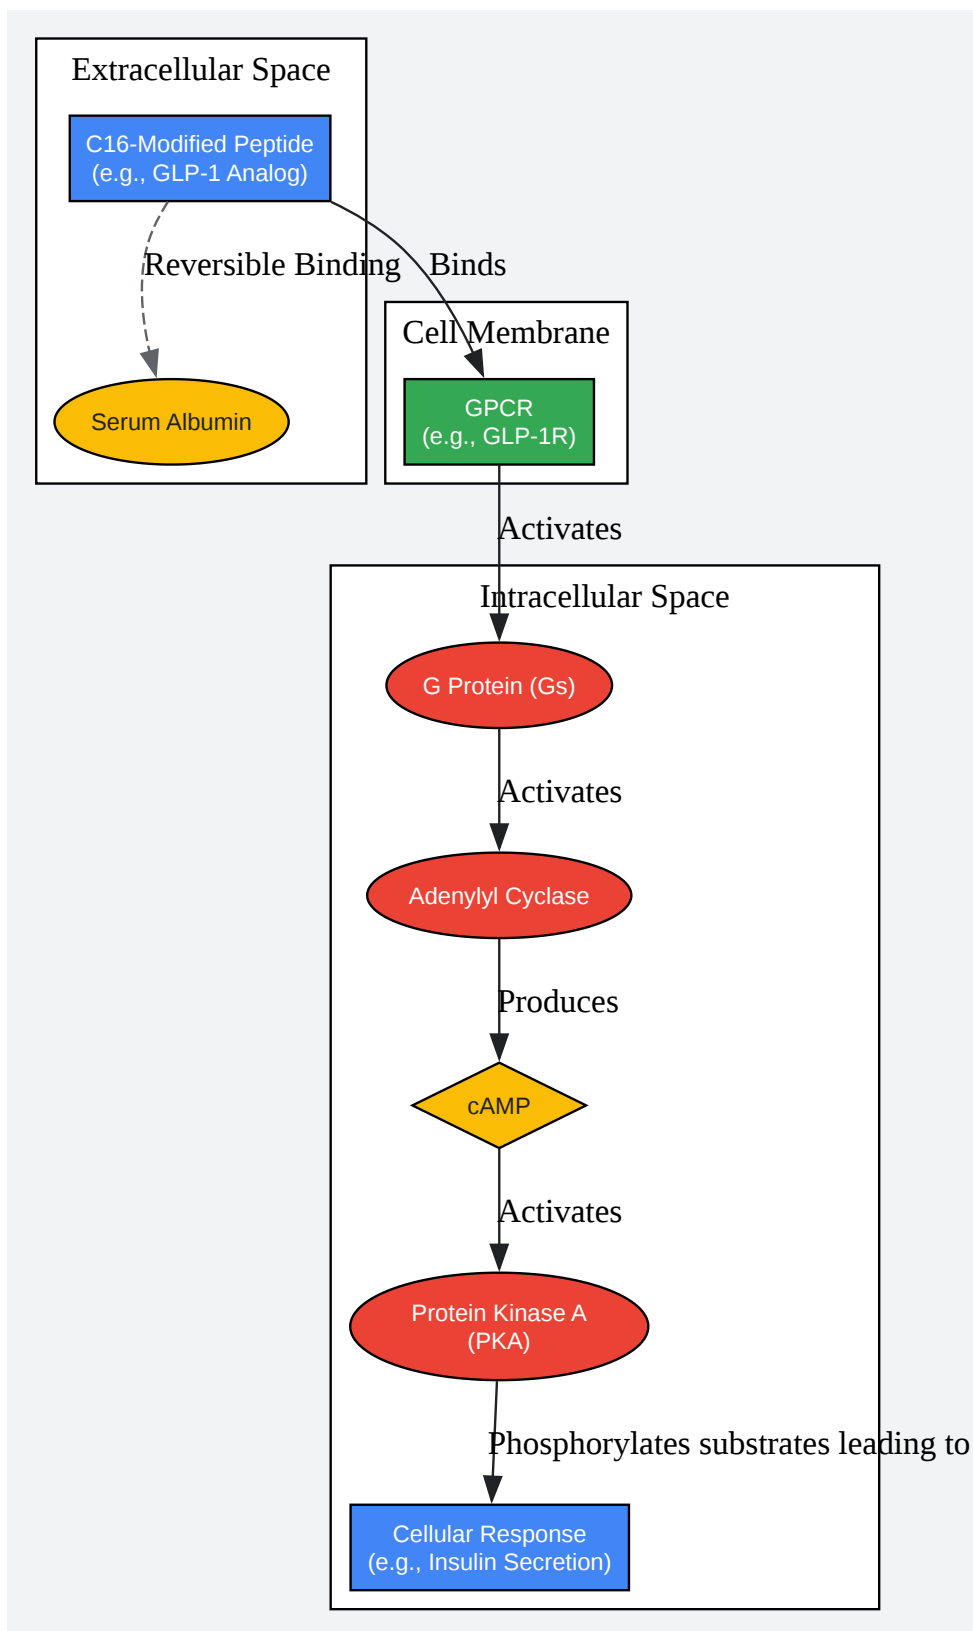 Extracellular Space
C16-Modified Peptide
(e.g., GLP-1 Analog)
Reversible Binding
Binds
Serum Albumin
Cell Membrane
GPCR
(e.g., GLP-1R)
Activates
Intracellular Space
G Protein (Gs)
Activates
Adenylyl Cyclase
Produces
cAMP
Activates
Protein Kinase A
(PKA)
Phosphorylates substrates leading to
Cellular Response
(e.g., Insulin Secretion)